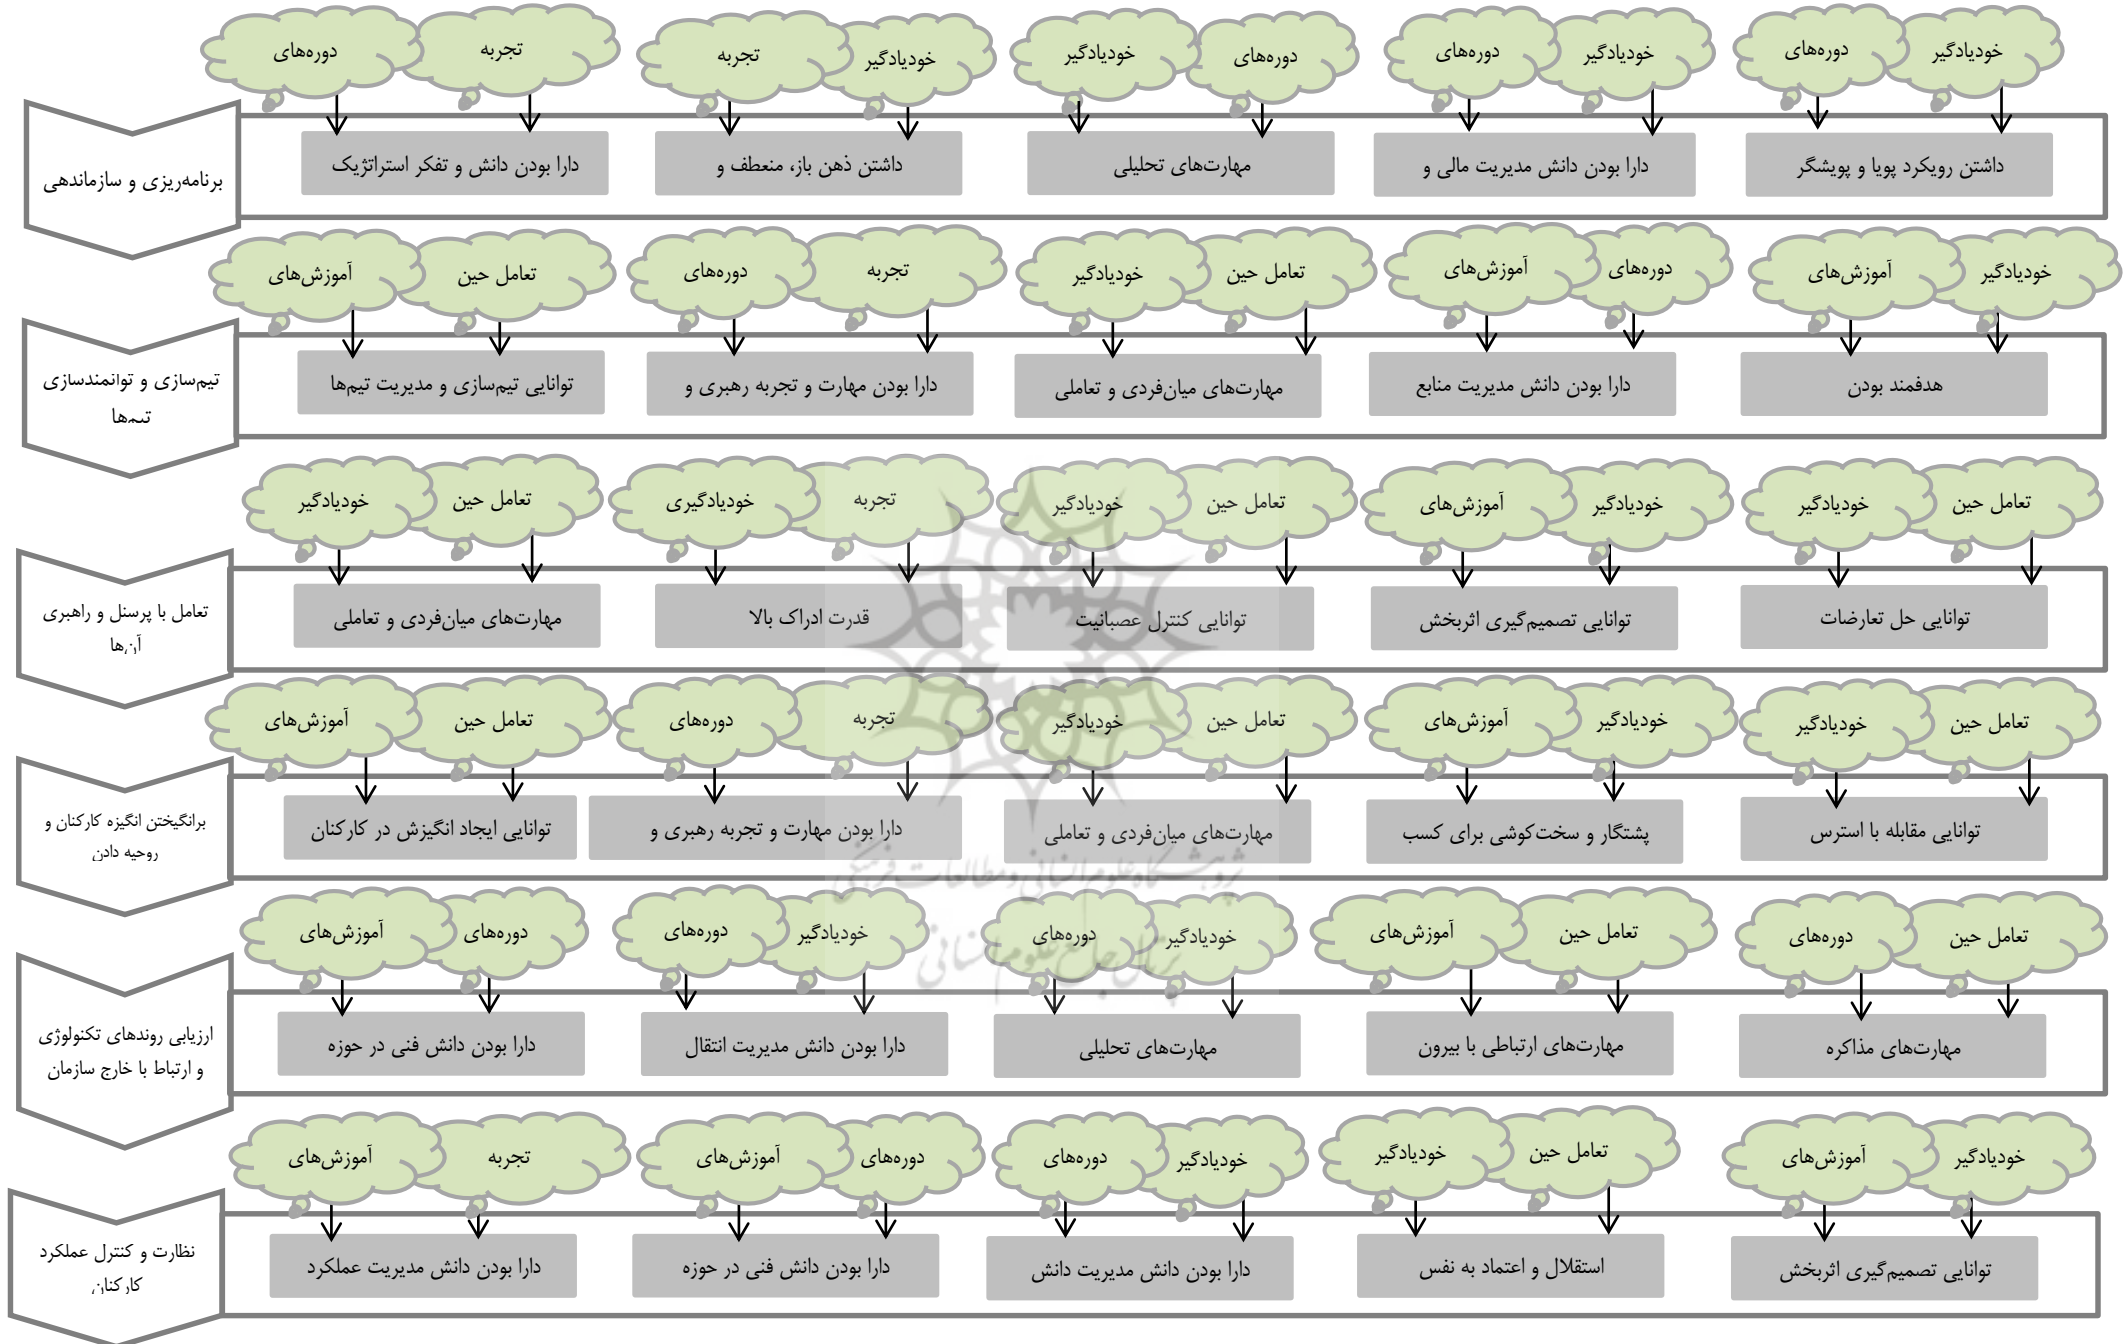 خودیادگیر
دوره‌های
خودیادگیر
دوره‌های
دوره‌های
خودیادگیر
خودیادگیر
تجربه
تجربه
دوره‌های
برنامه‌ریزی و سازماندهی
داشتن رویکرد پویا و پویشگر
دارا بودن دانش مدیریت مالی و
مهارت‌های تحلیلی
داشتن ذهن باز، منعطف و
دارا بودن دانش و تفکر استراتژیک
خودیادگیر
آموزش‌های
دوره‌های
آموزش‌های
تعامل حین
خودیادگیر
تجربه
دوره‌های
تعامل حین
آموزش‌های
تیم‌سازی و توانمندسازی
تیم‌ها
هدفمند بودن
دارا بودن دانش مدیریت منابع
مهارت‌های میان‌فردی و تعاملی
دارا بودن مهارت و تجربه رهبری و
توانایی تیم‌سازی و مدیریت تیم‌ها
تعامل حین
خودیادگیر
خودیادگیر
آموزش‌های
تعامل حین
خودیادگیر
تجربه
خودیادگیری
تعامل حین
خودیادگیر
تعامل با پرسنل و راهبری
آن‌ها
توانایی حل تعارضات
توانایی تصمیم‌گیری اثربخش
توانایی کنترل عصبانیت
قدرت ادراک بالا
مهارت‌های میان‌فردی و تعاملی
تعامل حین
خودیادگیر
خودیادگیر
آموزش‌های
تعامل حین
خودیادگیر
تجربه
دوره‌های
تعامل حین
آموزش‌های
برانگیختن انگیزه کارکنان و
روحیه دادن
توانایی مقابله با استرس
پشتگار و سخت‌کوشی برای کسب
مهارت‌های میان‌فردی و تعاملی
دارا بودن مهارت و تجربه رهبری و
توانایی ایجاد انگیزش در کارکنان
پژوهشگاه علوم انسانی و مطالعات فرهنگی
پرتال جامع علوم انسانی
تعامل حین
دوره‌های
تعامل حین
آموزش‌های
خودیادگیر
دوره‌های
خودیادگیر
دوره‌های
دوره‌های
آموزش‌های
ارزیابی روندهای تکنولوژی
و ارتباط با خارج سازمان
مهارت‌های مذاکره
مهارت‌های ارتباطی با بیرون
مهارت‌های تحلیلی
دارا بودن دانش مدیریت انتقال
دارا بودن دانش فنی در حوزه
خودیادگیر
آموزش‌های
تعامل حین
خودیادگیر
خودیادگیر
دوره‌های
دوره‌های
آموزش‌های
تجربه
آموزش‌های
نظارت و کنترل عملکرد
کارکنان
توانایی تصمیم‌گیری اثربخش
استقلال و اعتماد به نفس
دارا بودن دانش مدیریت دانش
دارا بودن دانش فنی در حوزه
دارا بودن دانش مدیریت عملکرد